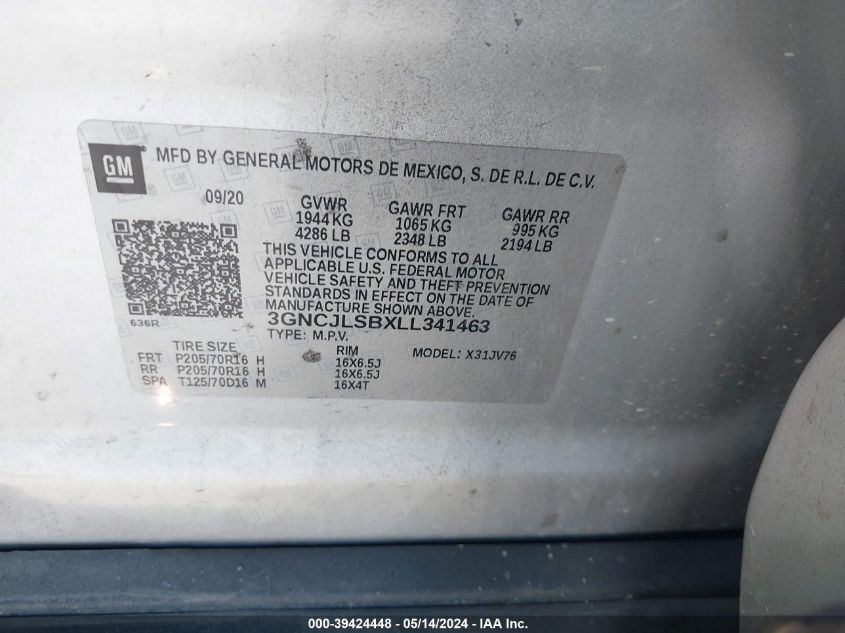 GM MFD BY GENERAL MOTORS DE MEXICO, S. DE R.L. DE C.V.
09/20 GVWR GAWR FRT GAWR RR
1944 KG 1065 KG 995 KG
4286 LB 2348 LB 2194 LB
THIS VEHICLE CONFORMS TO ALL
APPLICABLE U.S. FEDERAL MOTOR
VEHICLE SAFETY AND THEFT PREVENTION
STANDARDS IN EFFECT ON THE DATE OF
MANUFACTURE SHOWN ABOVE.
636R 3GNCJLSBXLL341463
TYPE: M.P.V. MODEL: X31JV76
TIRE SIZE RIM
FRT P205/70R16 H 16X6.5J
RR P205/70R16 H 16X6.5J
SPA T125/70D16 M 16X4T
000-39424448 - 05/14/2024 - IAA Inc.